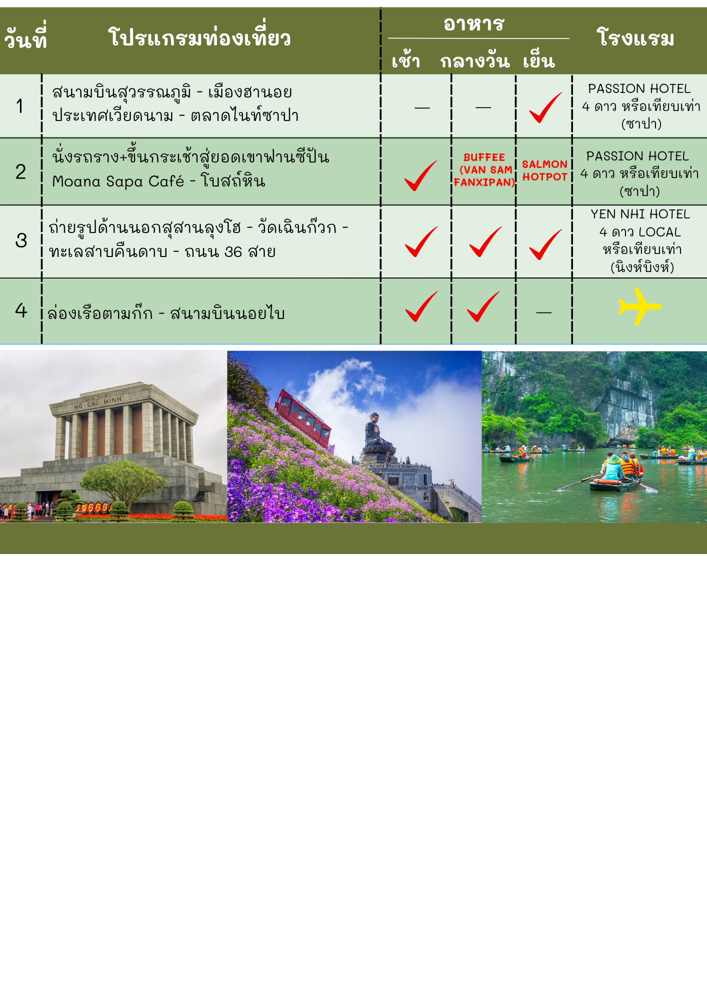 วันที่ โปรแกรมท่องเที่ยว อาหาร โรงแรม
เช้า กลางวัน เย็น
1 สนามบินสุวรรณภูมิ - เมืองฮานอย
ประเทศเวียดนาม - ตลาดไนท์ซาปา
— — PASSION HOTEL
4 ดาว หรือเทียบเท่า
(ซาปา)
2 นั่งรถราง+ขึ้นกระเช้าสู่ยอดเขาฟานซีปัน
Moana Sapa Café - โบสถ์หิน
BUFFEE
(VAN SAM
FANXIPAN)
SALMON
HOTPOT
PASSION HOTEL
4 ดาว หรือเทียบเท่า
(ซาปา)
3 ถ่ายรูปด้านนอกสุสานลุงโฮ - วัดเฉินก๊วก -
ทะเลสาบคืนดาบ - ถนน 36 สาย
YEN NHI HOTEL
4 ดาว LOCAL
หรือเทียบเท่า
(นิงห์บิงห์)
4 ล่องเรือตามก๊ก - สนามบินนอยไบ —
CHỦ TỊCH
HO-CHI-MINH